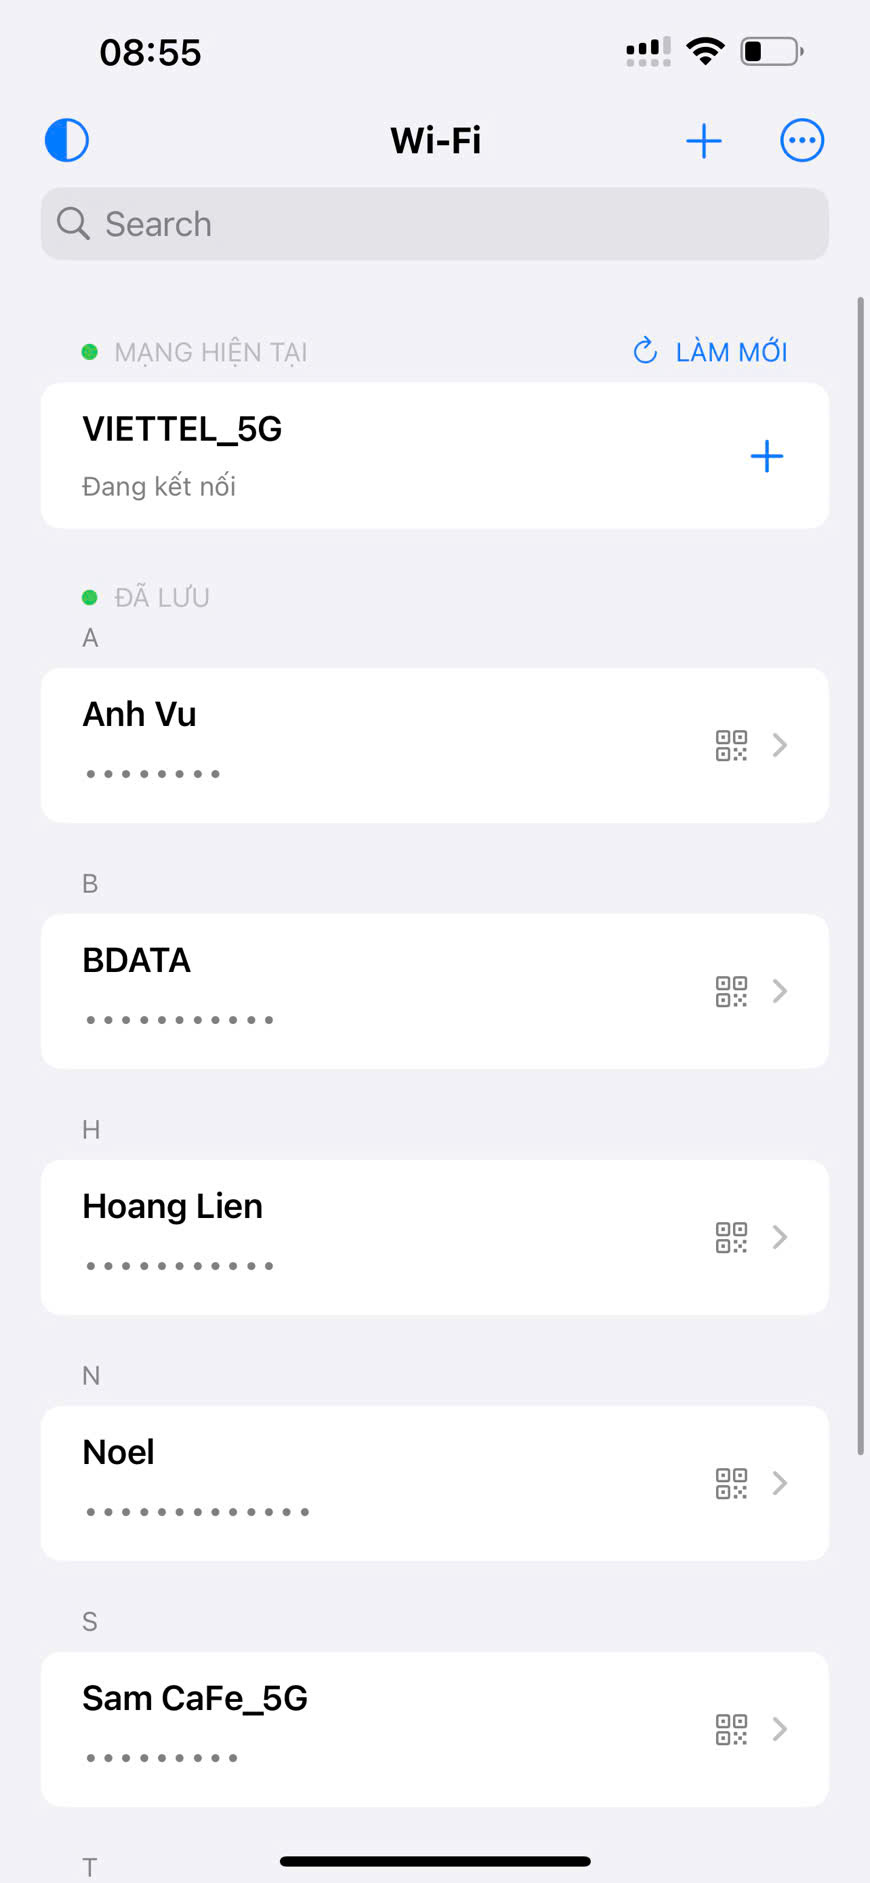 08:55
Wi-Fi
Search
MẠNG HIỆN TẠI
LÀM MỚI
VIETTEL_5G
Đang kết nối
ĐÃ LƯU
A
Anh Vu
••••••••
B
BDATA
•••••••••••
H
Hoang Lien
•••••••••••
N
Noel
•••••••••••••
S
Sam CaFe_5G
•••••••••
T